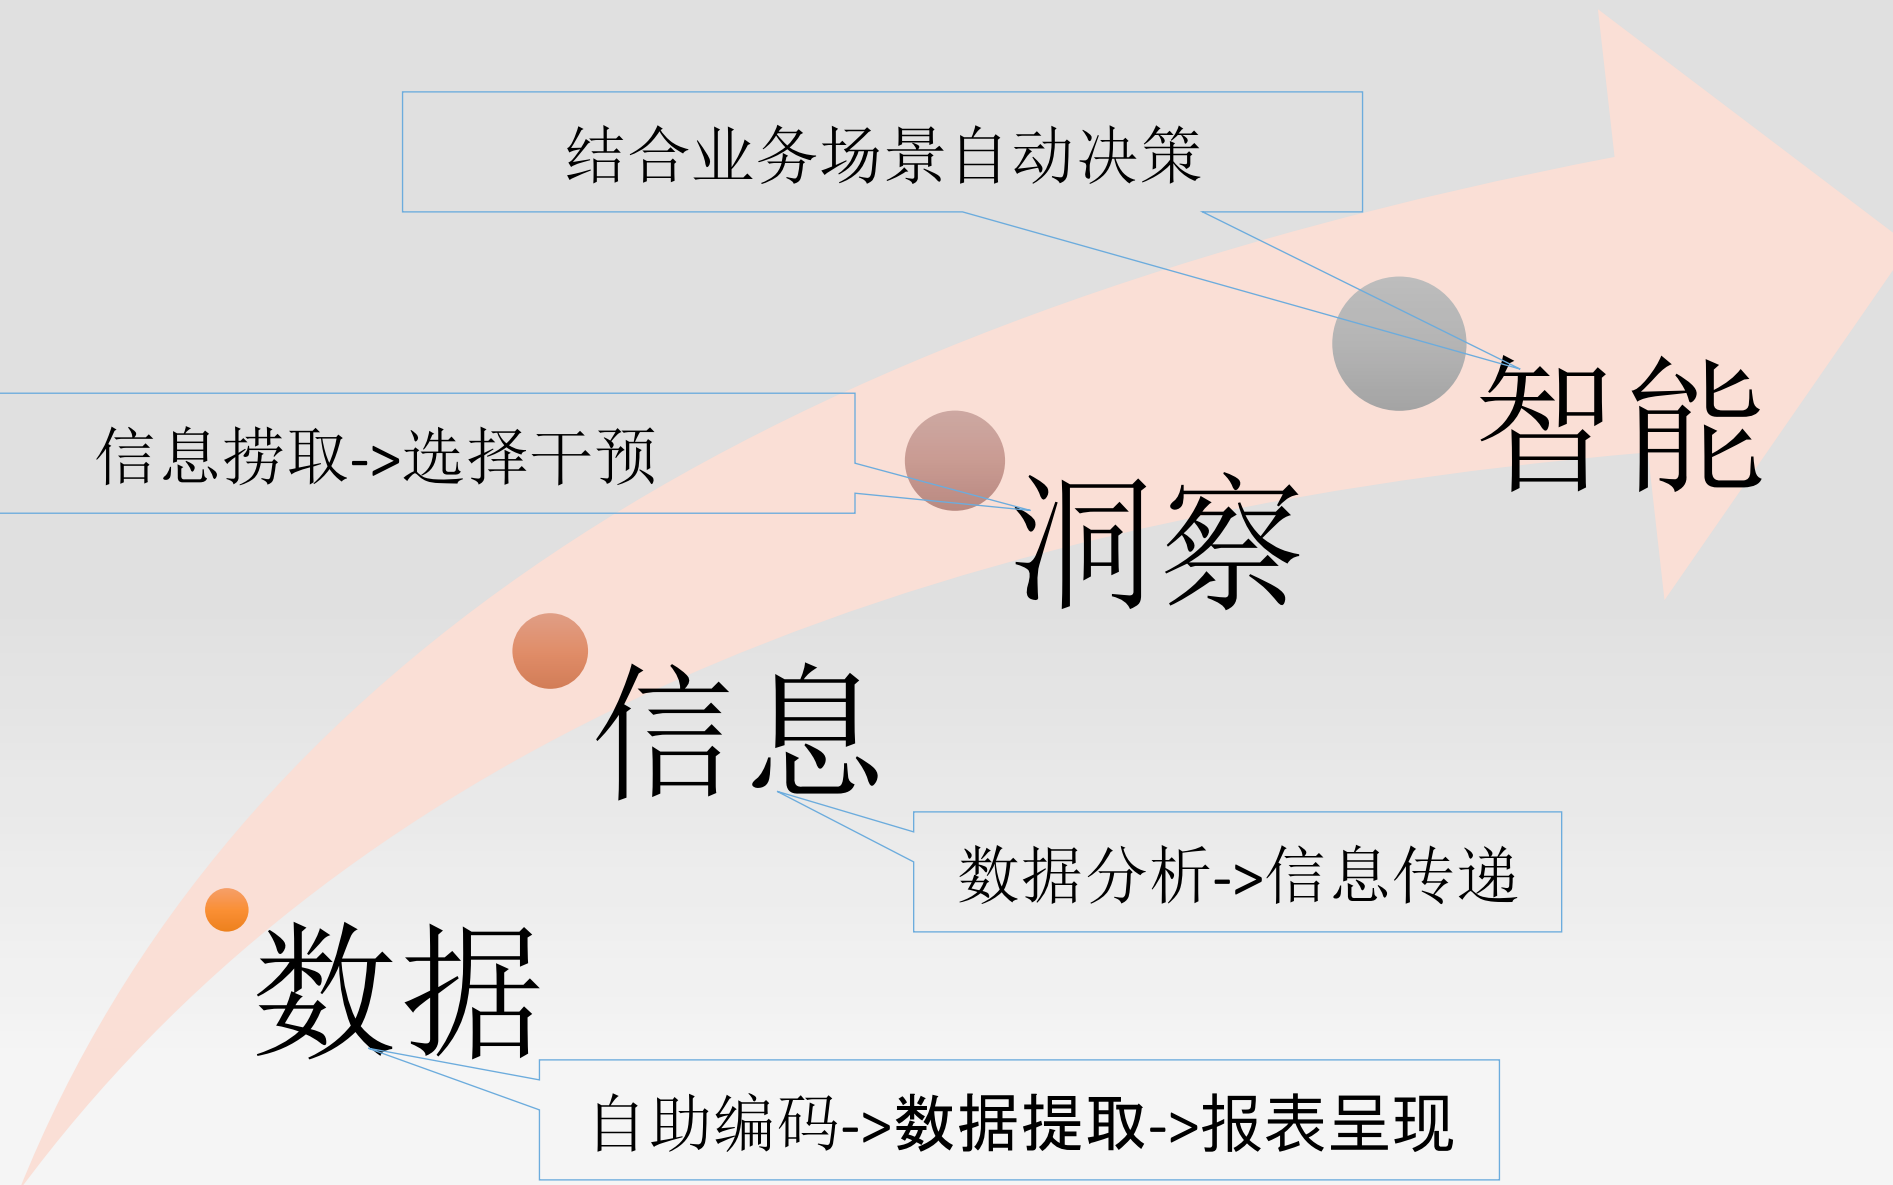 结合业务场景自动决策
智能
信息捞取->选择干预
洞察
信息
数据分析->信息传递
数据
自助编码->数据提取->报表呈现